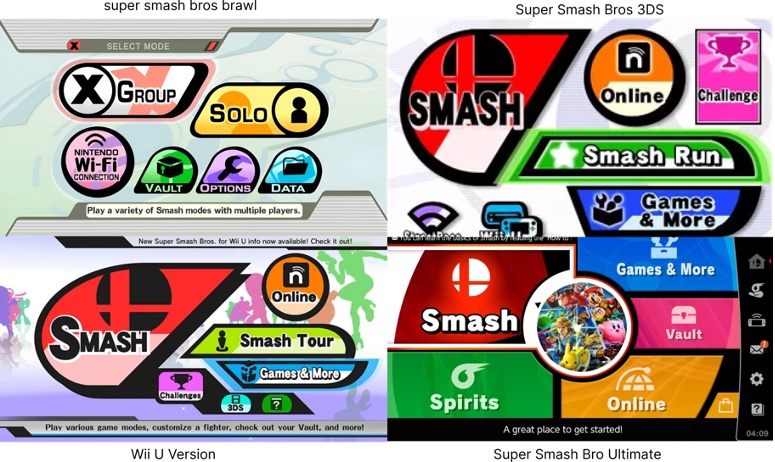 super smash bros brawl
SELECT MODE
X GROUP
SOLO
NINTENDO
Wi-Fi
CONNECTION
VAULT
OPTIONS
DATA
Play a variety of Smash modes with multiple players.
Super Smash Bros 3DS
SMASH
n
Online
Challenge
Smash Run
Games
& More
StreetPass
Wii U
New Super Smash Bros. for Wii U info now available! Check it out!
SMASH
n
Online
Smash Tour
Games & More
Challenges
3DS
?
Play various game modes, customize a fighter, check out your Vault, and more!
Wii U Version
Games & More
Smash
Vault
Spirits
Online
A great place to get started!
04:09
Super Smash Bro Ultimate